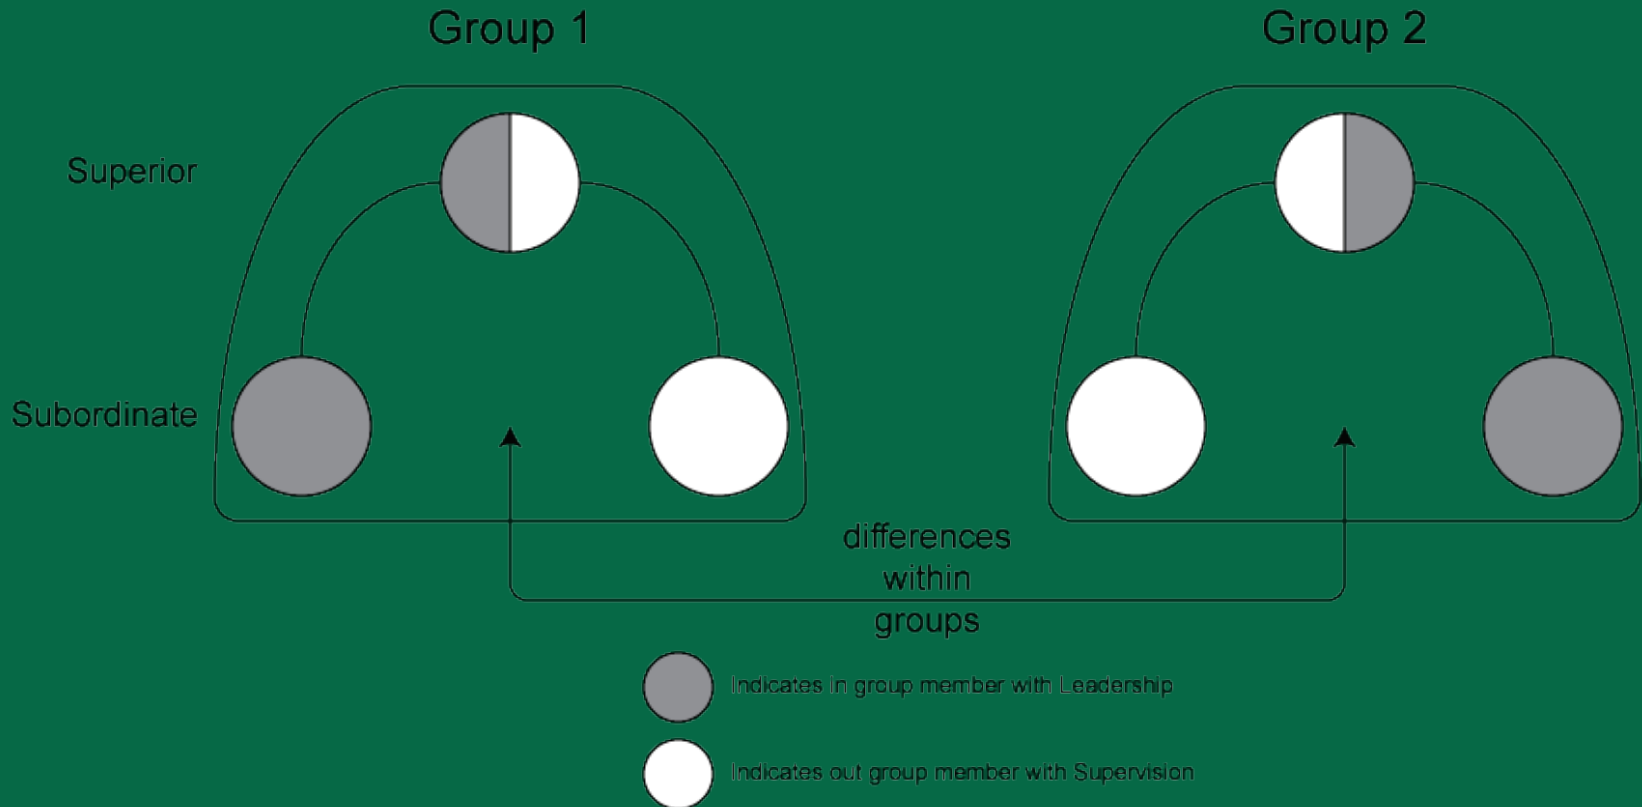 Group 1
Group 2
Superior
Subordinate
differences
within
groups
Indicates in group member with Leadership
Indicates out group member with Supervision